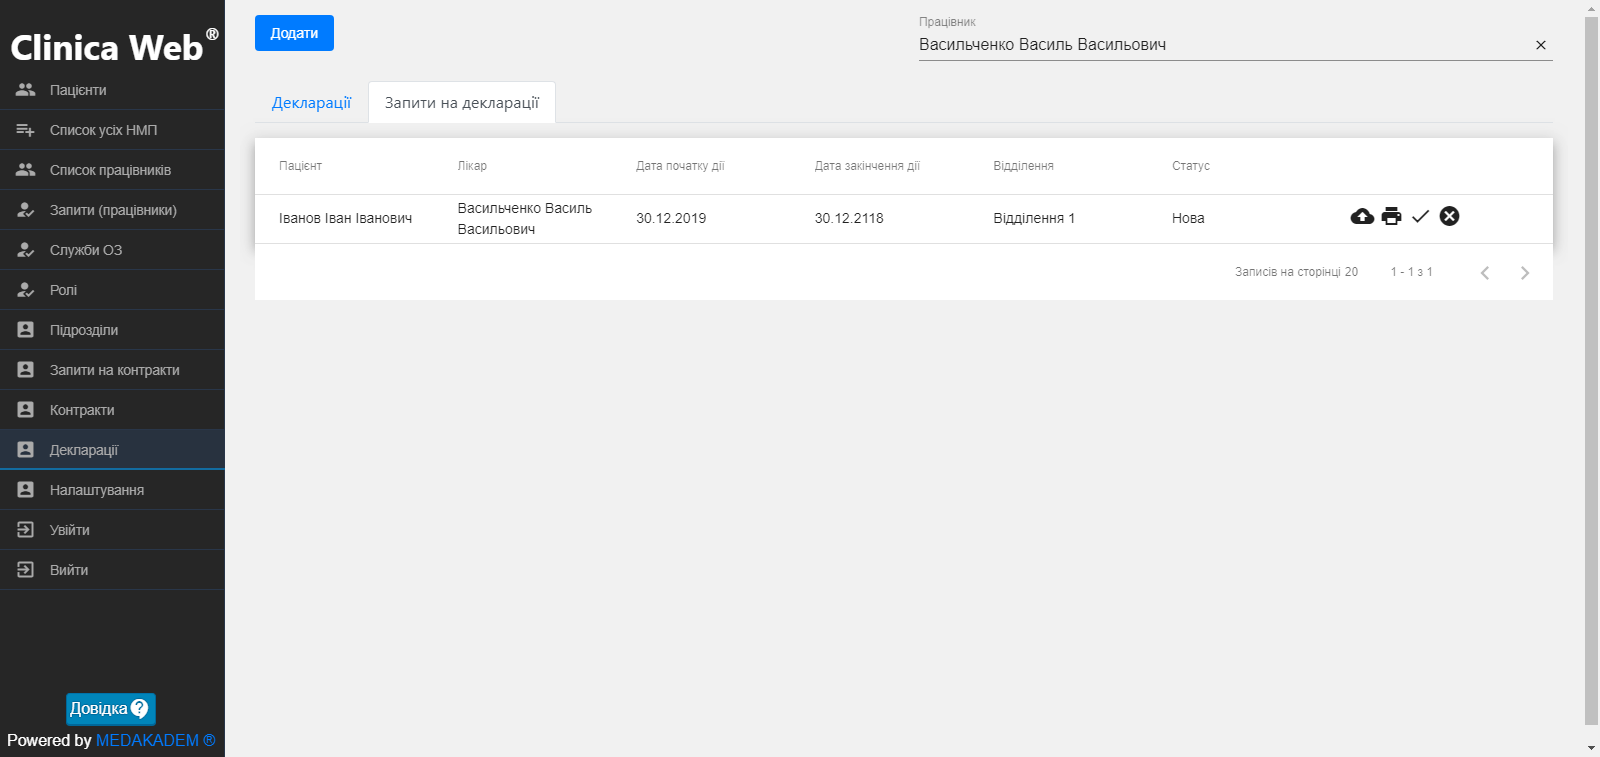 Clinica Web®
Пацієнти
Список усіх НМП
Список працівників
Запити (працівники)
Служби ОЗ
Ролі
Підрозділи
Запити на контракти
Контракти
Декларації
Налаштування
Увійти
Вийти
Довідка
Powered by MEDAKADEM ®
Додати
Працівник
Васильченко Василь Васильович
Декларації Запити на декларації
Пацієнт Лікар Дата початку дії Дата закінчення дії Відділення Статус
Іванов Іван Іванович Васильченко Василь Васильович 30.12.2019 30.12.2118 Відділення 1 Нова
Записів на сторінці 20 1 - 1 з 1